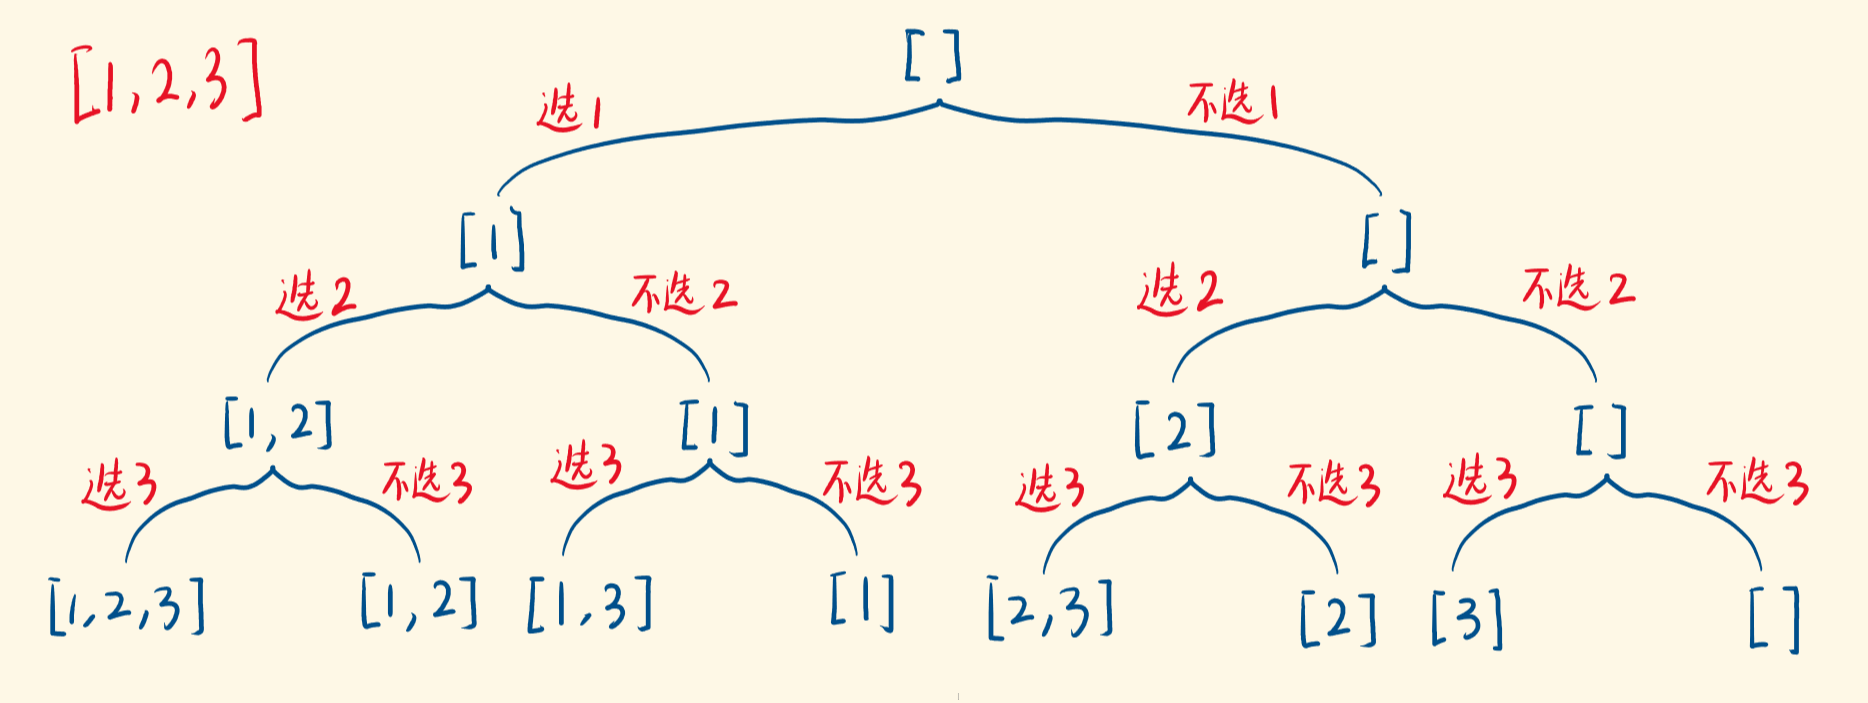 [1,2,3]
[]
选1 不选1
[1] []
选2 不选2 选2 不选2
[1,2] [1] [2] []
选3 不选3 选3 不选3 选3 不选3 选3 不选3
[1,2,3] [1,2] [1,3] [1] [2,3] [2] [3] []